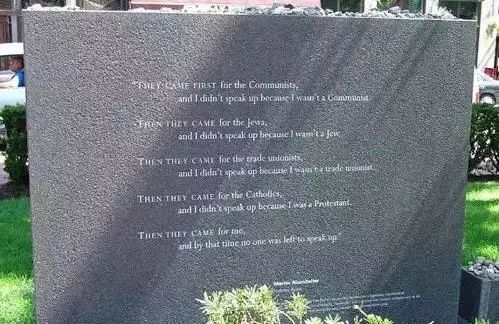 "THEY CAME FIRST for the Communists,
and I didn't speak up because I wasn't a Communist.
THEN THEY CAME for the Jews,
and I didn't speak up because I wasn't a Jew.
THEN THEY CAME for the trade unionists,
and I didn't speak up because I wasn't a trade unionist.
THEN THEY CAME for the Catholics,
and I didn't speak up because I was a Protestant.
THEN THEY CAME for me,
and by that time no one was left to speak up."
Martin Niemöller